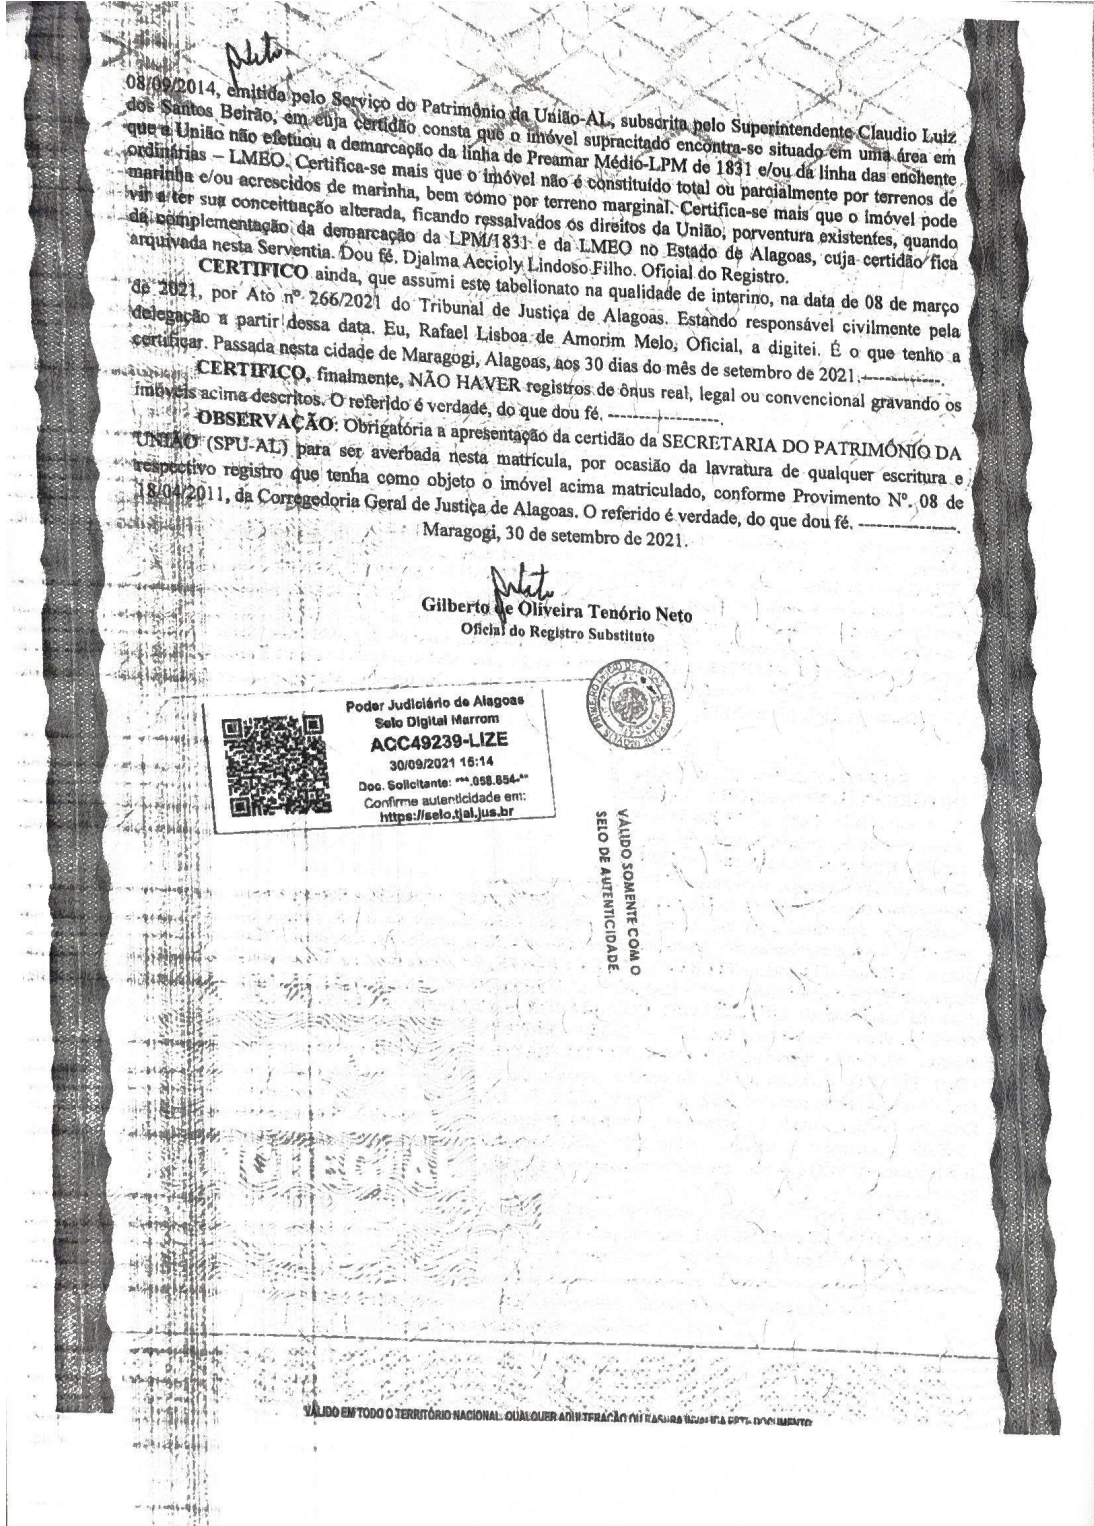 Neto
08/09/2014, emitida pelo Serviço do Patrimônio da União-AL, subscrita pelo Superintendente Claudio Luiz
dos Santos Beirão, em cuja certidão consta que o imóvel supracitado encontra-se situado em uma área em
que a União não efetuou a demarcação da linha de Preamar Médio-LPM de 1831 e/ou da linha das enchente
ordinárias – LMEO. Certifica-se mais que o imóvel não é constituído total ou parcialmente por terrenos de
marinha e/ou acrescidos de marinha, bem como por terreno marginal. Certifica-se mais que o imóvel pode
vir a ter sua conceituação alterada, ficando ressalvados os direitos da União, porventura existentes, quando
da complementação da demarcação da LPM/1831 e da LMEO no Estado de Alagoas, cuja certidão fica
arquivada nesta Serventia. Dou fé. Djalma Accioly Lindoso Filho. Oficial do Registro.
CERTIFICO ainda, que assumi este tabelionato na qualidade de interino, na data de 08 de março
de 2021, por Ato nº 266/2021 do Tribunal de Justiça de Alagoas. Estando responsável civilmente pela
delegação a partir dessa data. Eu, Rafael Lisboa de Amorim Melo, Oficial, a digitei. É o que tenho a
certificar. Passada nesta cidade de Maragogi, Alagoas, aos 30 dias do mês de setembro de 2021.--------------.
CERTIFICO, finalmente, NÃO HAVER registros de ônus real, legal ou convencional gravando os
imóveis acima descritos. O referido é verdade, do que dou fé. -------------------.
OBSERVAÇÃO: Obrigatória a apresentação da certidão da SECRETARIA DO PATRIMÔNIO DA
UNIÃO (SPU-AL) para ser averbada nesta matrícula, por ocasião da lavratura de qualquer escritura e
respectivo registro que tenha como objeto o imóvel acima matriculado, conforme Provimento Nº. 08 de
18/04/2011, da Corregedoria Geral de Justiça de Alagoas. O referido é verdade, do que dou fé. -----------------.
Maragogi, 30 de setembro de 2021.
Neto
Gilberto de Oliveira Tenório Neto
Oficial do Registro Substituto
Poder Judiciário de Alagoas
Selo Digital Marrom
ACC49239-LIZE
30/09/2021 15:14
Doc. Solicitante: ***.058.654-**
Confirme autenticidade em:
https://selo.tjal.jus.br
VÁLIDO SOMENTE COM O
SELO DE AUTENTICIDADE
VÁLIDO EM TODO O TERRITÓRIO NACIONAL. QUALQUER ADULTERAÇÃO OU RASURA INVALIDA ESTE DOCUMENTO